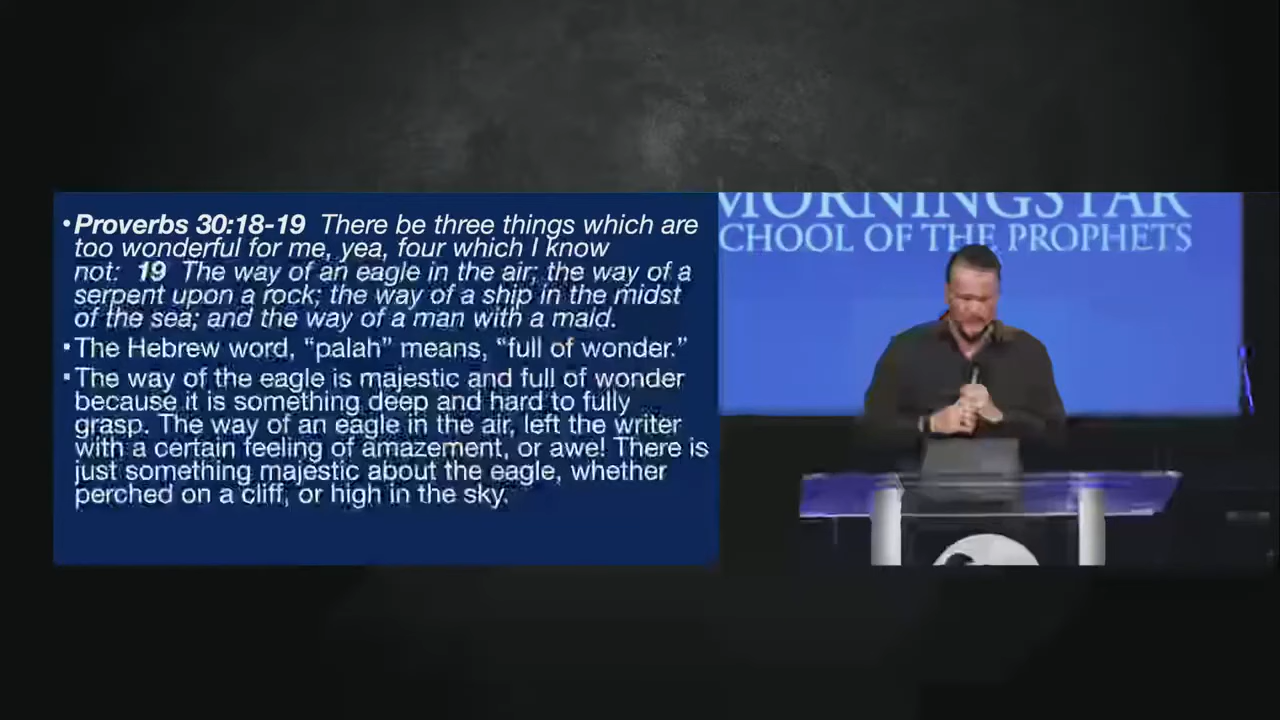 •Proverbs 30:18-19 There be three things which are
too wonderful for me, yea, four which I know
not: 19 The way of an eagle in the air; the way of a
serpent upon a rock; the way of a ship in the midst
of the sea; and the way of a man with a maid.
▪The Hebrew word, “palah” means, “full of wonder.”
▪The way of the eagle is majestic and full of wonder
because it is something deep and hard to fully
grasp. The way of an eagle in the air, left the writer
with a certain feeling of amazement, or awe! There is
just something majestic about the eagle, whether
perched on a cliff, or high in the sky.
MORNINGSTAR
CHOOL OF THE PROPHETS